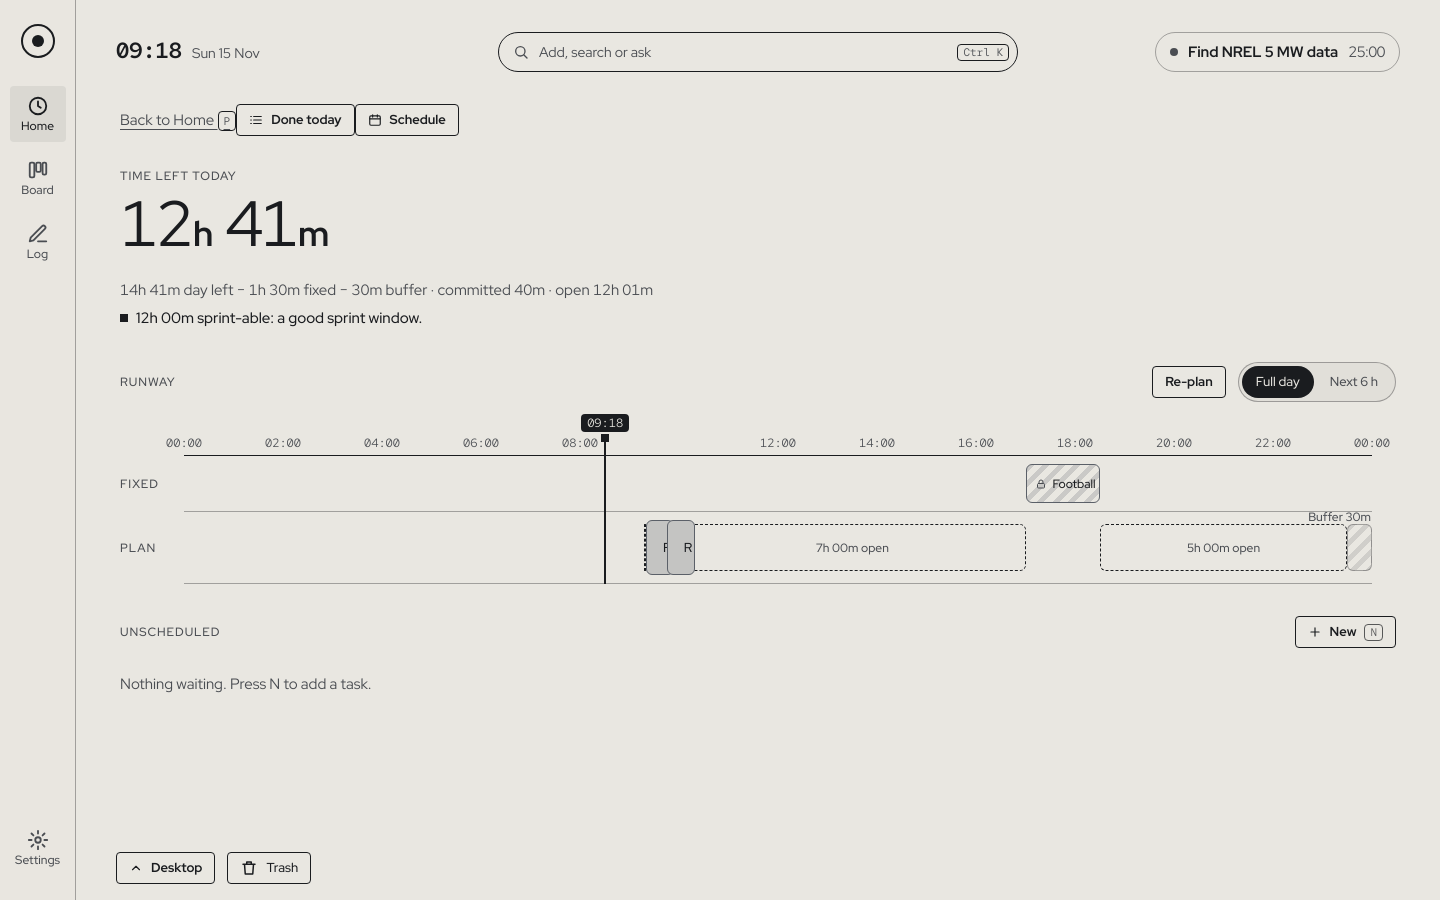 09:18 Sun 15 Nov
Add, search or ask Ctrl K
Find NREL 5 MW data 25:00
Home
Board
Log
Settings
Back to Home P
Done today
Schedule
TIME LEFT TODAY
12h 41m
14h 41m day left − 1h 30m fixed − 30m buffer · committed 40m · open 12h 01m
12h 00m sprint-able: a good sprint window.
RUNWAY
Re-plan
Full day
Next 6 h
09:18
00:00 02:00 04:00 06:00 08:00 12:00 14:00 16:00 18:00 20:00 22:00 00:00
FIXED
Football
Buffer 30m
PLAN
R
7h 00m open
5h 00m open
UNSCHEDULED
New N
Nothing waiting. Press N to add a task.
Desktop
Trash